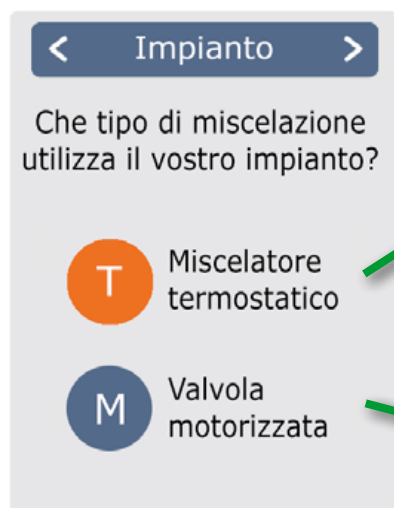 < Impianto >
Che tipo di miscelazione
utilizza il vostro impianto?
T
Miscelatore
termostatico
M
Valvola
motorizzata